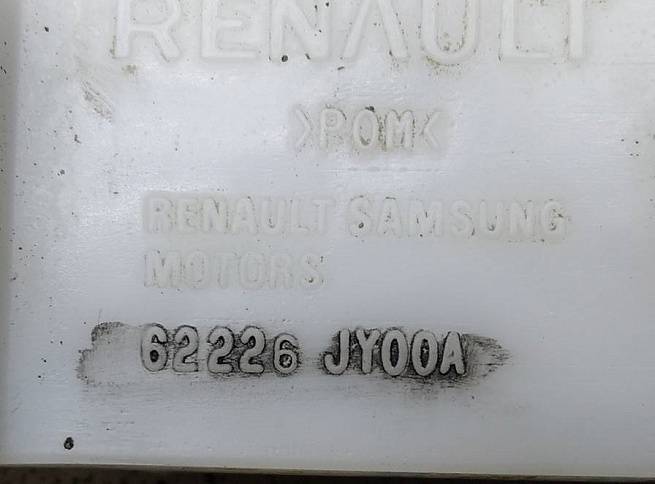 RENAULT
>POM<
RENAULT SAMSUNG
MOTORS
62226 JY00A